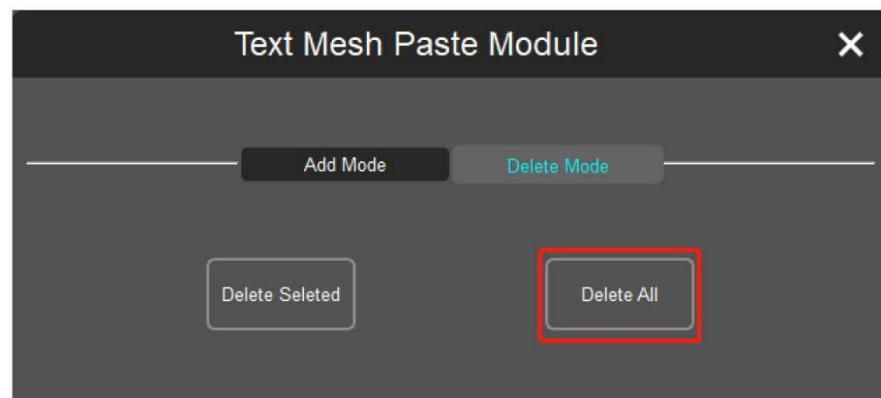 Text Mesh Paste Module
Add Mode
Delete Mode
Delete Seleted
Delete All